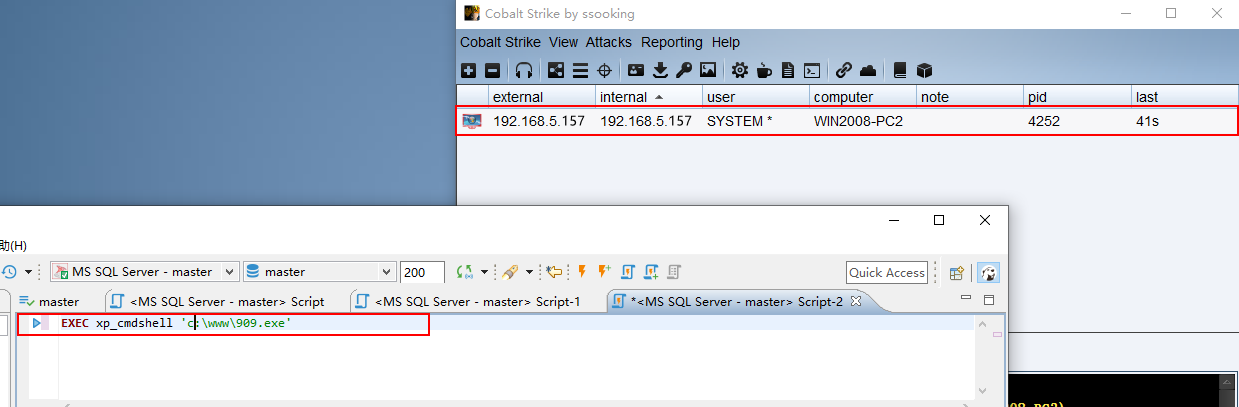 Cobalt Strike by ssooking
Cobalt Strike View Attacks Reporting Help
external internal user computer note pid last
192.168.5.157 192.168.5.157 SYSTEM * WIN2008-PC2 4252 41s
助(H)
MS SQL Server - master master 200 Quick Access
master <MS SQL Server - master> Script <MS SQL Server - master> Script-1 *<MS SQL Server - master> Script-2
EXEC xp_cmdshell 'c:\www\909.exe'